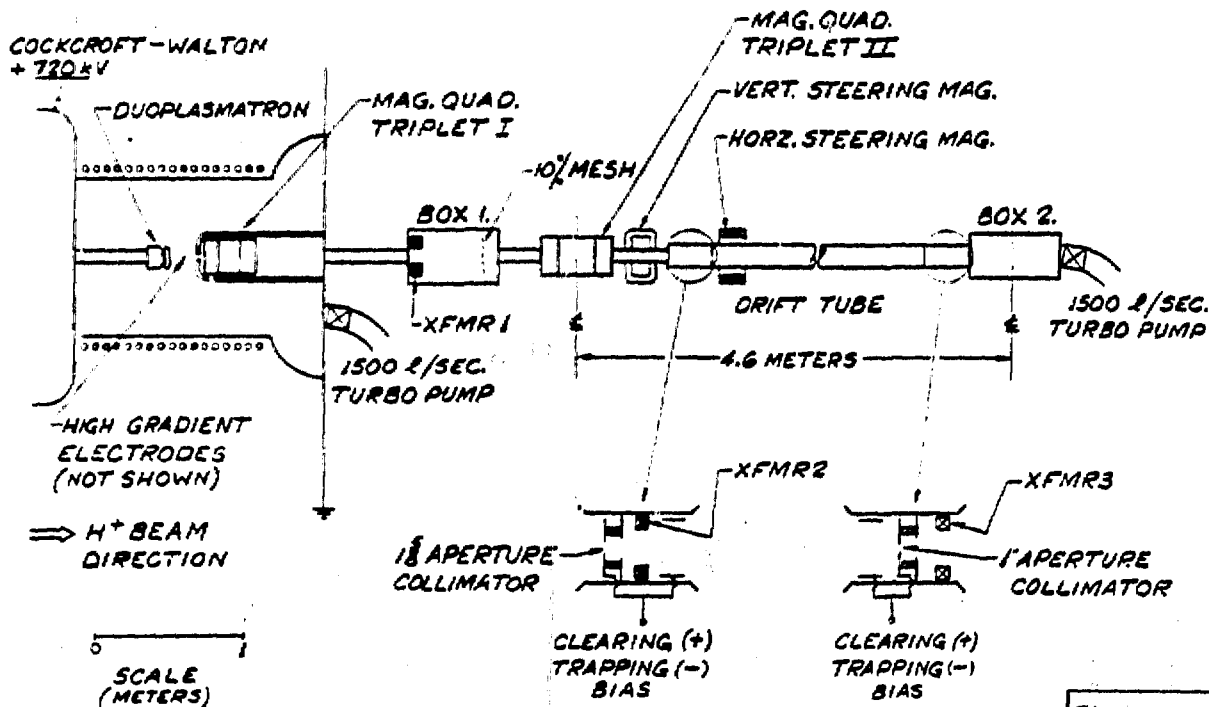 COCKCROFT-WALTON
+ 720 kV
DUOPLASMATRON
MAG. QUAD.
TRIPLET I
MAG. QUAD.
TRIPLET II
VERT. STEERING MAG.
HORZ. STEERING MAG.
10% MESH
BOX 1.
BOX 2.
XFMR 1
1500 l/SEC.
TURBO PUMP
DRIFT TUBE
1500 l/SEC.
TURBO PUMP
℄
℄
4.6 METERS
HIGH GRADIENT
ELECTRODES
(NOT SHOWN)
H+ BEAM
DIRECTION
XFMR2
XFMR3
APERTURE
COLLIMATOR
1" APERTURE
COLLIMATOR
CLEARING (+)
TRAPPING (-)
BIAS
CLEARING (+)
TRAPPING (-)
BIAS
0 1
SCALE
(METERS)